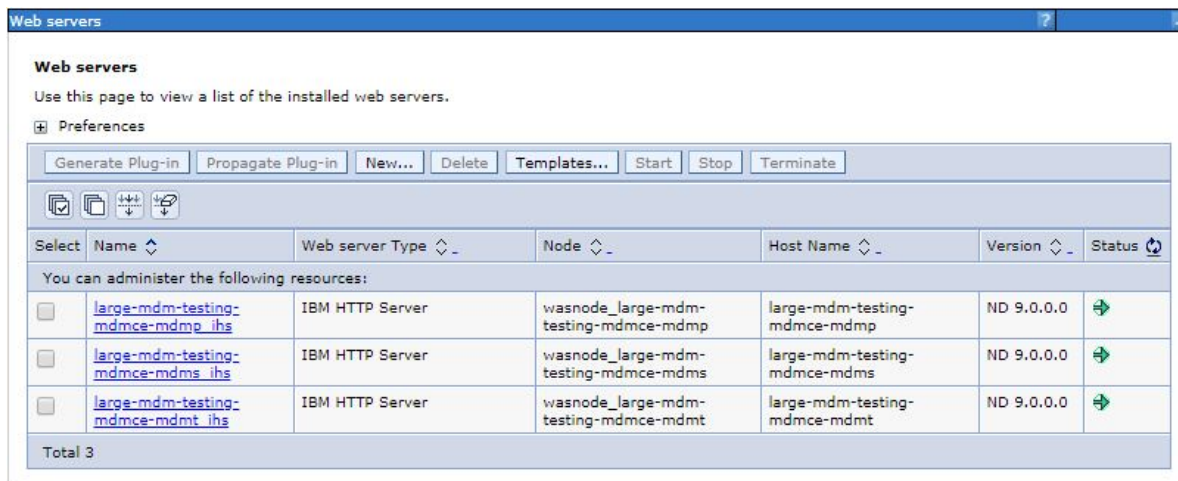 Web servers ?
Web servers
Use this page to view a list of the installed web servers.
Preferences
Generate Plug-in Propagate Plug-in New... Delete Templates... Start Stop Terminate
Select Name Web server Type Node Host Name Version Status
You can administer the following resources:
large-mdm-testing- IBM HTTP Server wasnode_large-mdm- large-mdm-testing- ND 9.0.0.0
mdmce-mdmp_ihs testing-mdmce-mdmp mdmce-mdmp
large-mdm-testing- IBM HTTP Server wasnode_large-mdm- large-mdm-testing- ND 9.0.0.0
mdmce-mdms_ihs testing-mdmce-mdms mdmce-mdms
large-mdm-testing- IBM HTTP Server wasnode_large-mdm- large-mdm-testing- ND 9.0.0.0
mdmce-mdmt_ihs testing-mdmce-mdmt mdmce-mdmt
Total 3